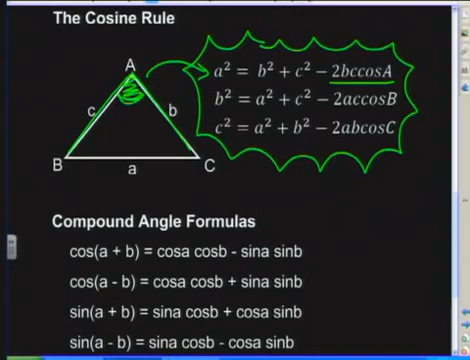 The Cosine Rule
A
a² = b² + c² − 2bccosA
c
b
b² = a² + c² − 2accosB
c² = a² + b² − 2abcosC
B
a
C
Compound Angle Formulas
cos(a + b) = cosa cosb - sina sinb
cos(a - b) = cosa cosb + sina sinb
sin(a + b) = sina cosb + cosa sinb
sin(a - b) = sina cosb - cosa sinb